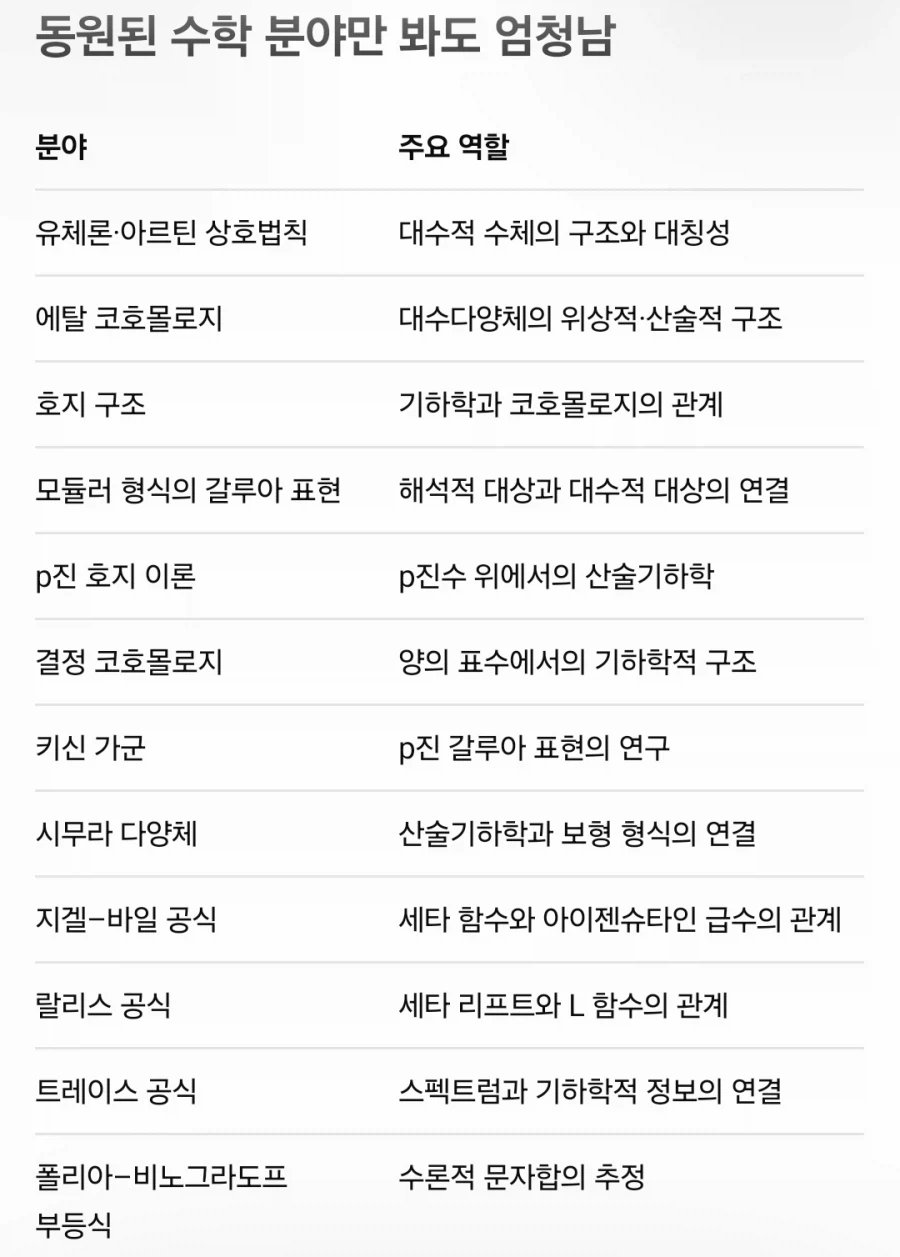 동원된 수학 분야만 봐도 엄청남
분야 주요 역할
유체론·아르틴 상호법칙 대수적 수체의 구조와 대칭성
에탈 코호몰로지 대수다양체의 위상적·산술적 구조
호지 구조 기하학과 코호몰로지의 관계
모듈러 형식의 갈루아 표현 해석적 대상과 대수적 대상의 연결
p진 호지 이론 p진수 위에서의 산술기하학
결정 코호몰로지 양의 표수에서의 기하학적 구조
키신 가군 p진 갈루아 표현의 연구
시무라 다양체 산술기하학과 보형 형식의 연결
지겔–바일 공식 세타 함수와 아이젠슈타인 급수의 관계
랄리스 공식 세타 리프트와 L 함수의 관계
트레이스 공식 스펙트럼과 기하학적 정보의 연결
폴리아–비노그라도프 수론적 문자합의 추정
부등식